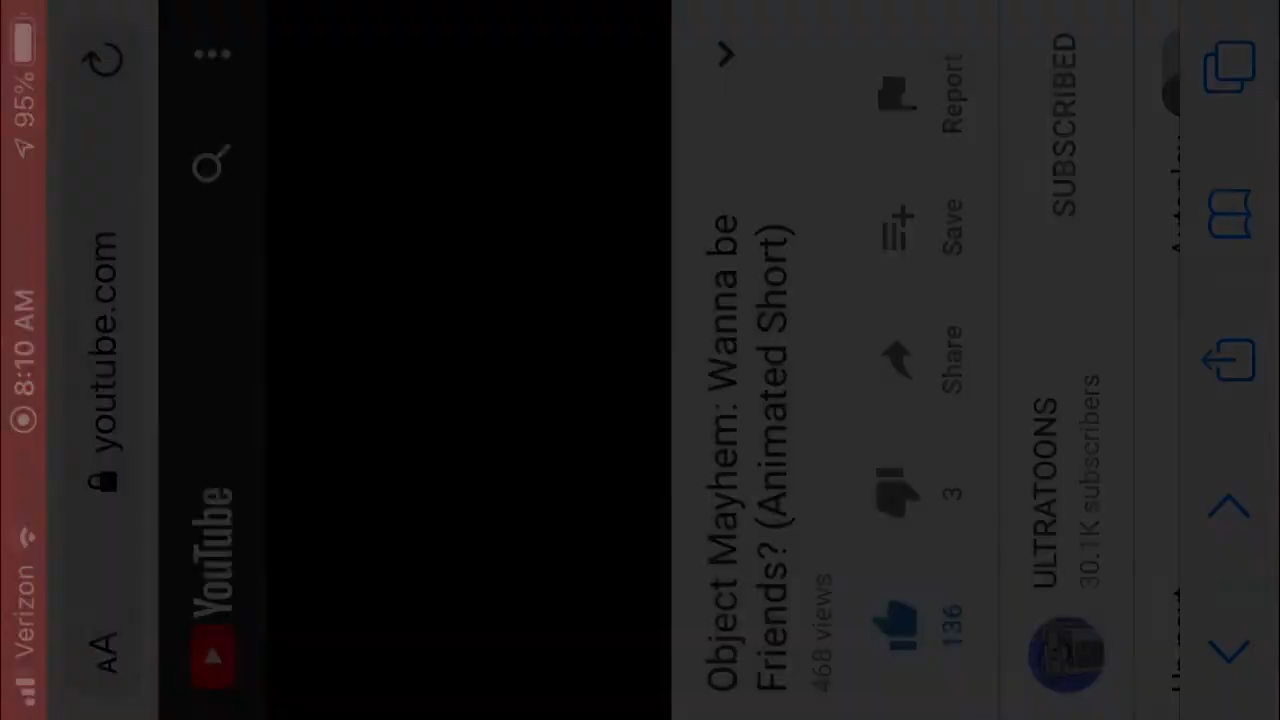 Verizon 8:10 AM 95%
AA youtube.com
YouTube
Object Mayhem: Wanna be
Friends? (Animated Short)
468 views
136 3 Share Save Report
ULTRATOONS SUBSCRIBED
30.1K subscribers